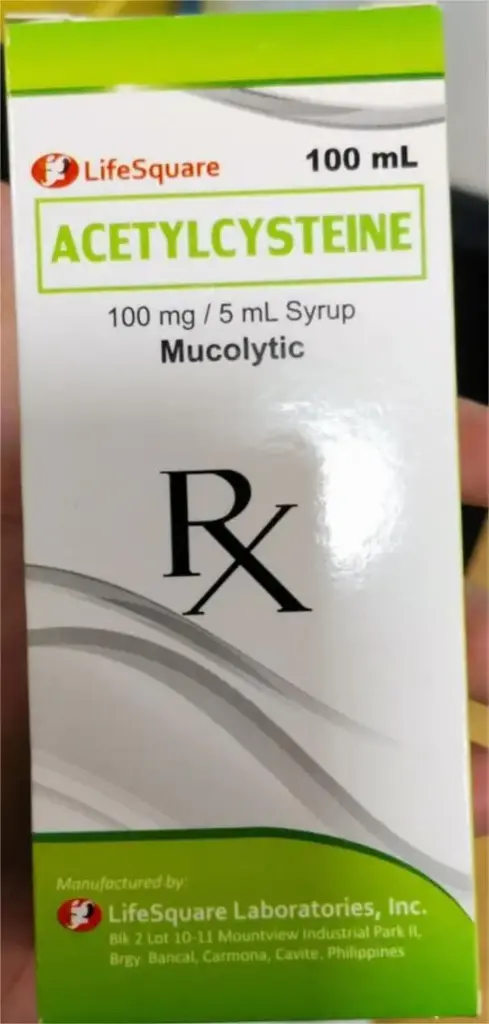 LifeSquare
100 mL
ACETYLCYSTEINE
100 mg / 5 mL Syrup
Mucolytic
Rx
Manufactured by:
LifeSquare Laboratories, Inc.
Blk 2 Lot 10-11 Mountview Industrial Park II,
Brgy. Bancal, Carmona, Cavite, Philippines